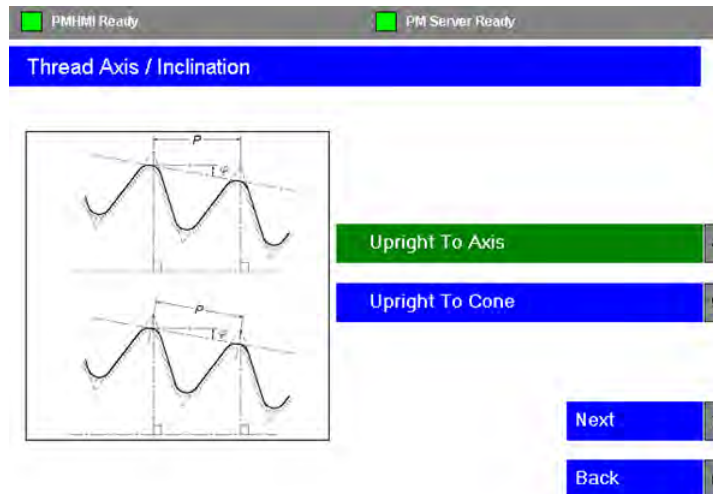 PMHMI Ready
PM Server Ready
Thread Axis / Inclination
P
φ
Upright To Axis
Upright To Cone
P
φ
Next
Back